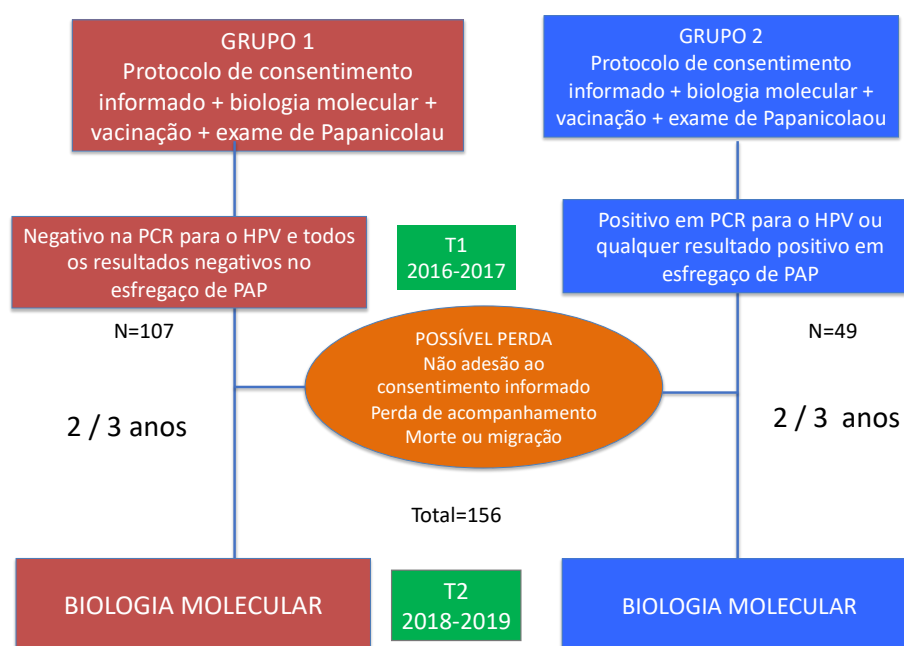 GRUPO 1
Protocolo de consentimento
informado + biologia molecular +
vacinação + exame de Papanicolau
GRUPO 2
Protocolo de consentimento
informado + biologia molecular +
vacinação + exame de Papanicolaou
Negativo na PCR para o HPV e todos
os resultados negativos no
esfregaço de PAP
T1
2016-2017
Positivo em PCR para o HPV ou
qualquer resultado positivo em
esfregaço de PAP
N=107
N=49
POSSÍVEL PERDA
Não adesão ao
consentimento informado
Perda de acompanhamento
Morte ou migração
2 / 3 anos
2 / 3 anos
Total=156
BIOLOGIA MOLECULAR
T2
2018-2019
BIOLOGIA MOLECULAR